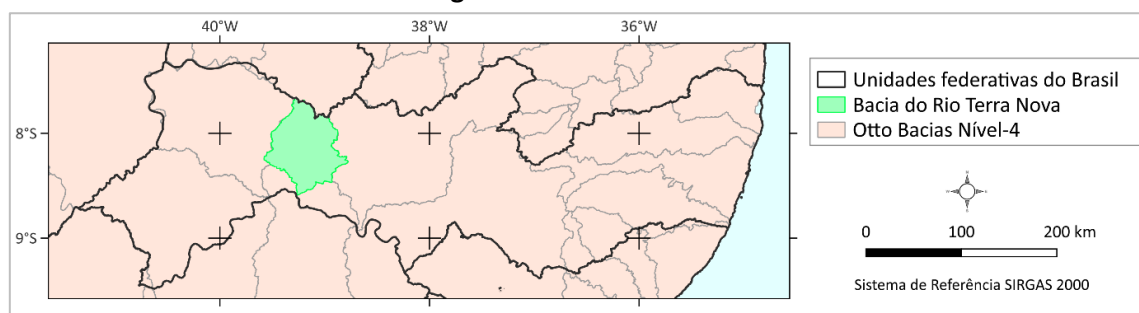 40°W 38°W 36°W
8°S
9°S
Unidades federativas do Brasil
Bacia do Rio Terra Nova
Otto Bacias Nível-4
0 100 200 km
Sistema de Referência SIRGAS 2000